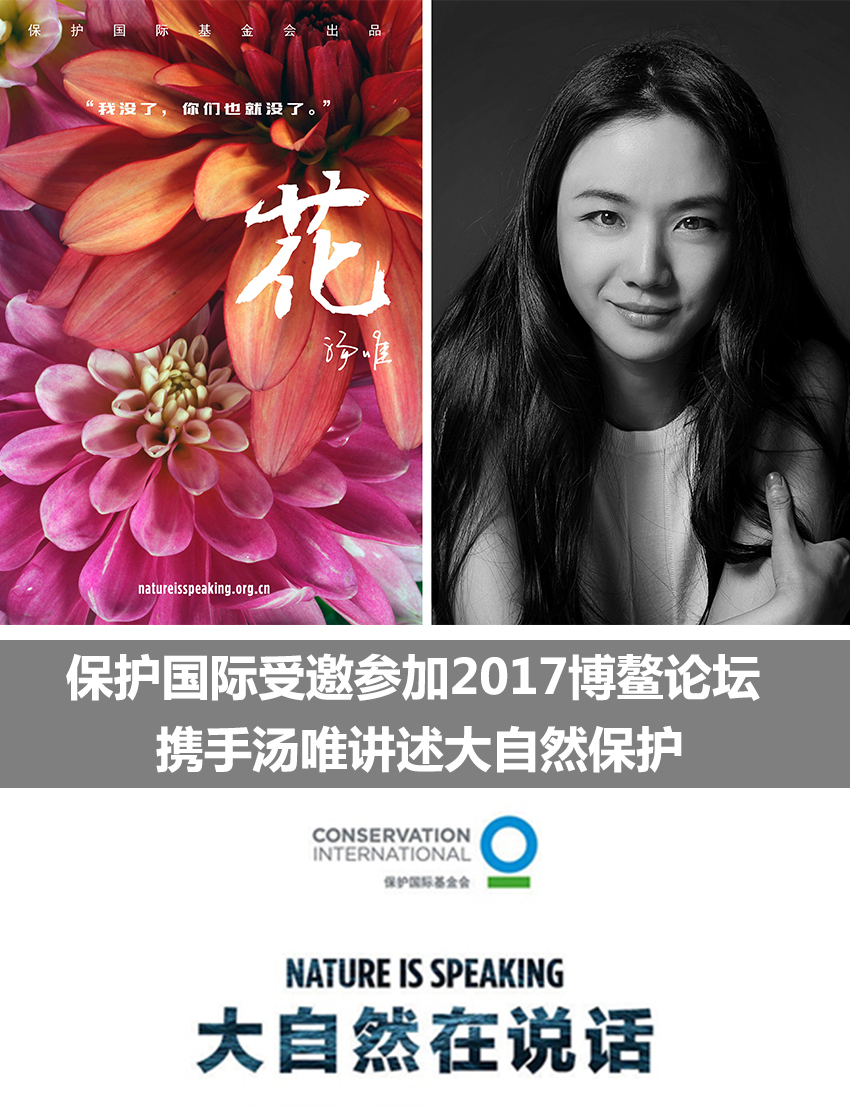 保护国际基金会出品
“我没了，你们也就没了。”
花
汤唯
natureisspeaking.org.cn
保护国际受邀参加2017博鳌论坛
携手汤唯讲述大自然保护
CONSERVATION
INTERNATIONAL
保护国际基金会
NATURE IS SPEAKING
大自然在说话